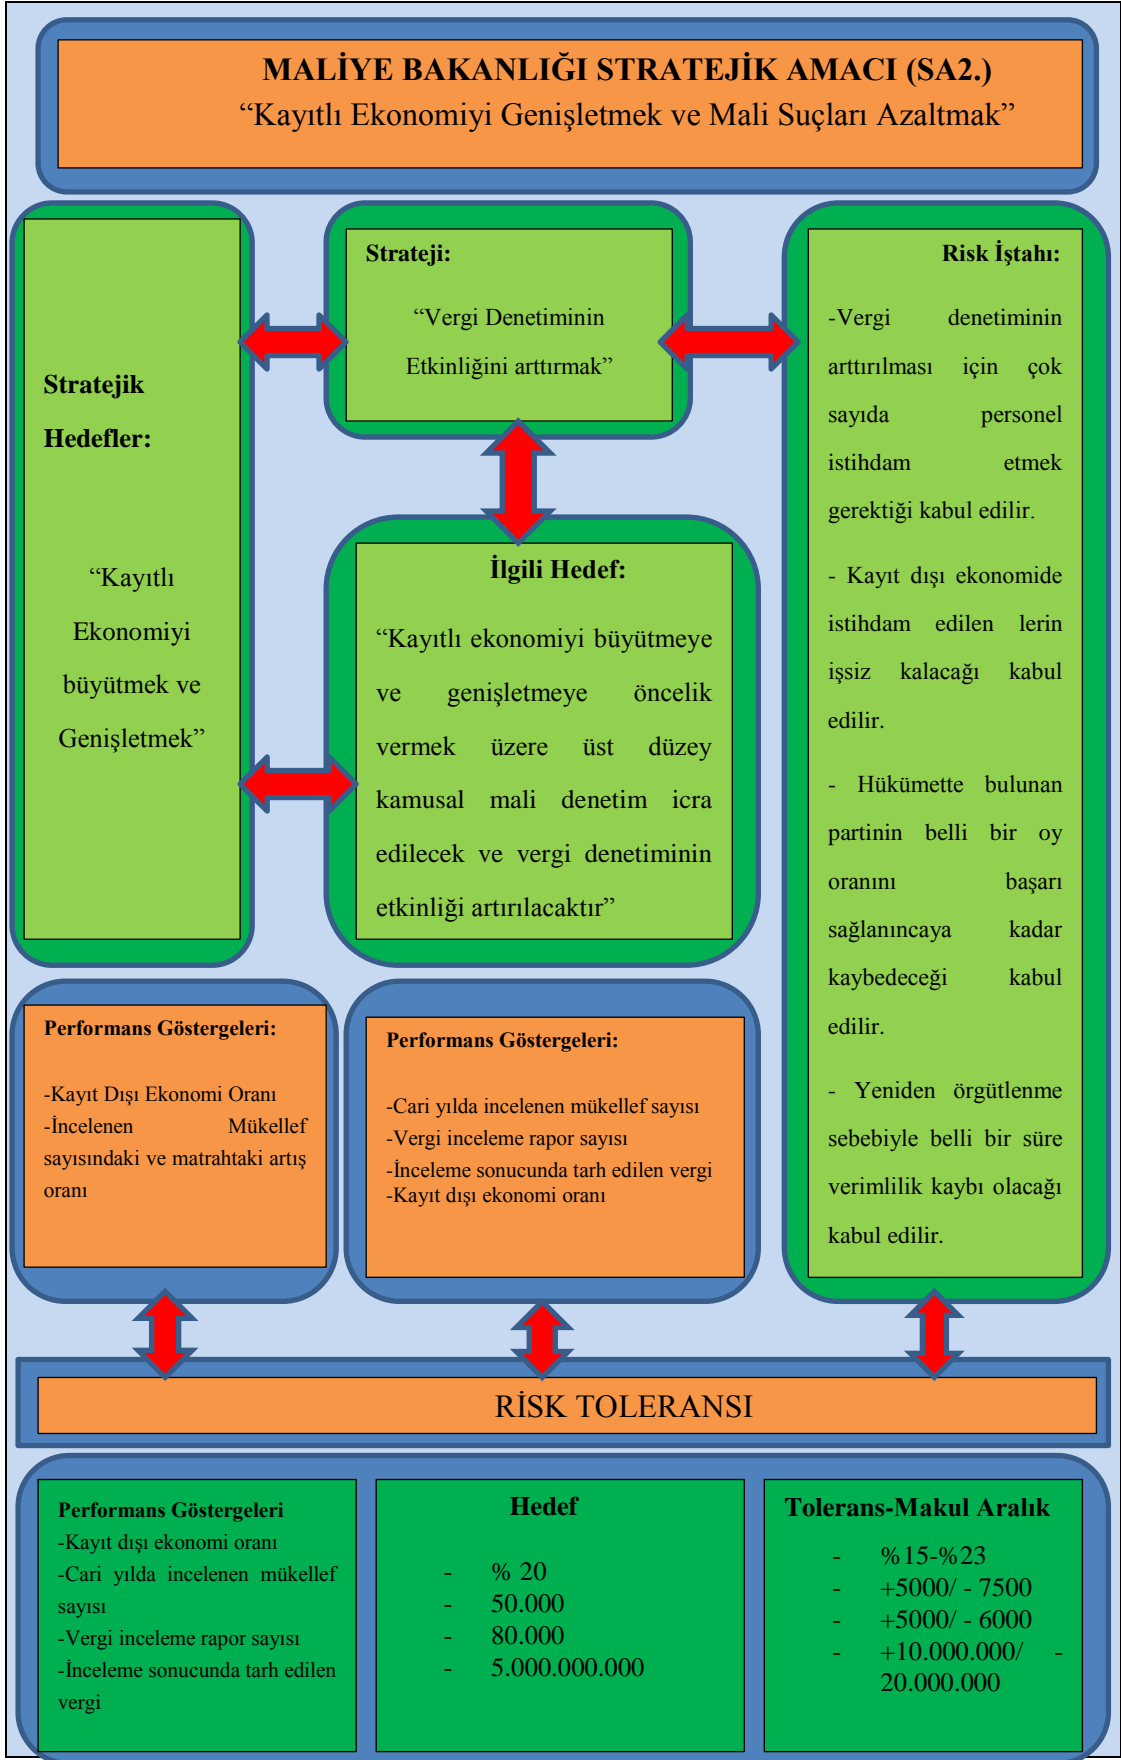 MALİYE BAKANLIĞI STRATEJİK AMACI (SA2.)
“Kayıtlı Ekonomiyi Genişletmek ve Mali Suçları Azaltmak”
Stratejik
Hedefler:
“Kayıtlı
Ekonomiyi
büyütmek ve
Genişletmek”
Strateji:
“Vergi Denetiminin
Etkinliğini arttırmak”
İlgili Hedef:
“Kayıtlı ekonomiyi büyütmeye
ve genişletmeye öncelik
vermek üzere üst düzey
kamusal mali denetim icra
edilecek ve vergi denetiminin
etkinliği artırılacaktır”
Risk İştahı:
-Vergi denetiminin
arttırılması için çok
sayıda personel
istihdam etmek
gerektiği kabul edilir.
- Kayıt dışı ekonomide
istihdam edilen lerin
işsiz kalacağı kabul
edilir.
- Hükümette bulunan
partinin belli bir oy
oranını başarı
sağlanıncaya kadar
kaybedeceği kabul
edilir.
- Yeniden örgütlenme
sebebiyle belli bir süre
verimlilik kaybı olacağı
kabul edilir.
Performans Göstergeleri:
-Kayıt Dışı Ekonomi Oranı
-İncelenen Mükellef
sayısındaki ve matrahtaki artış
oranı
Performans Göstergeleri:
-Cari yılda incelenen mükellef sayısı
-Vergi inceleme rapor sayısı
-İnceleme sonucunda tarh edilen vergi
-Kayıt dışı ekonomi oranı
RİSK TOLERANSI
Performans Göstergeleri
-Kayıt dışı ekonomi oranı
-Cari yılda incelenen mükellef
sayısı
-Vergi inceleme rapor sayısı
-İnceleme sonucunda tarh edilen
vergi
Hedef
- % 20
- 50.000
- 80.000
- 5.000.000.000
Tolerans-Makul Aralık
- %15-%23
- +5000/ - 7500
- +5000/ - 6000
- +10.000.000/ -
20.000.000